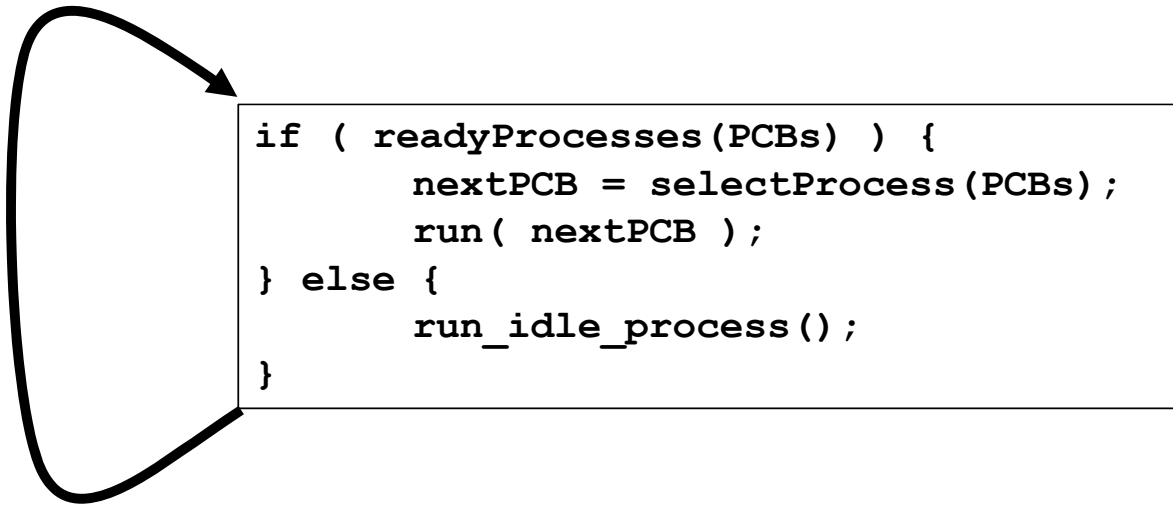 if ( readyProcesses(PCBs) ) {
nextPCB = selectProcess(PCBs);
run( nextPCB );
} else {
run_idle_process();
}